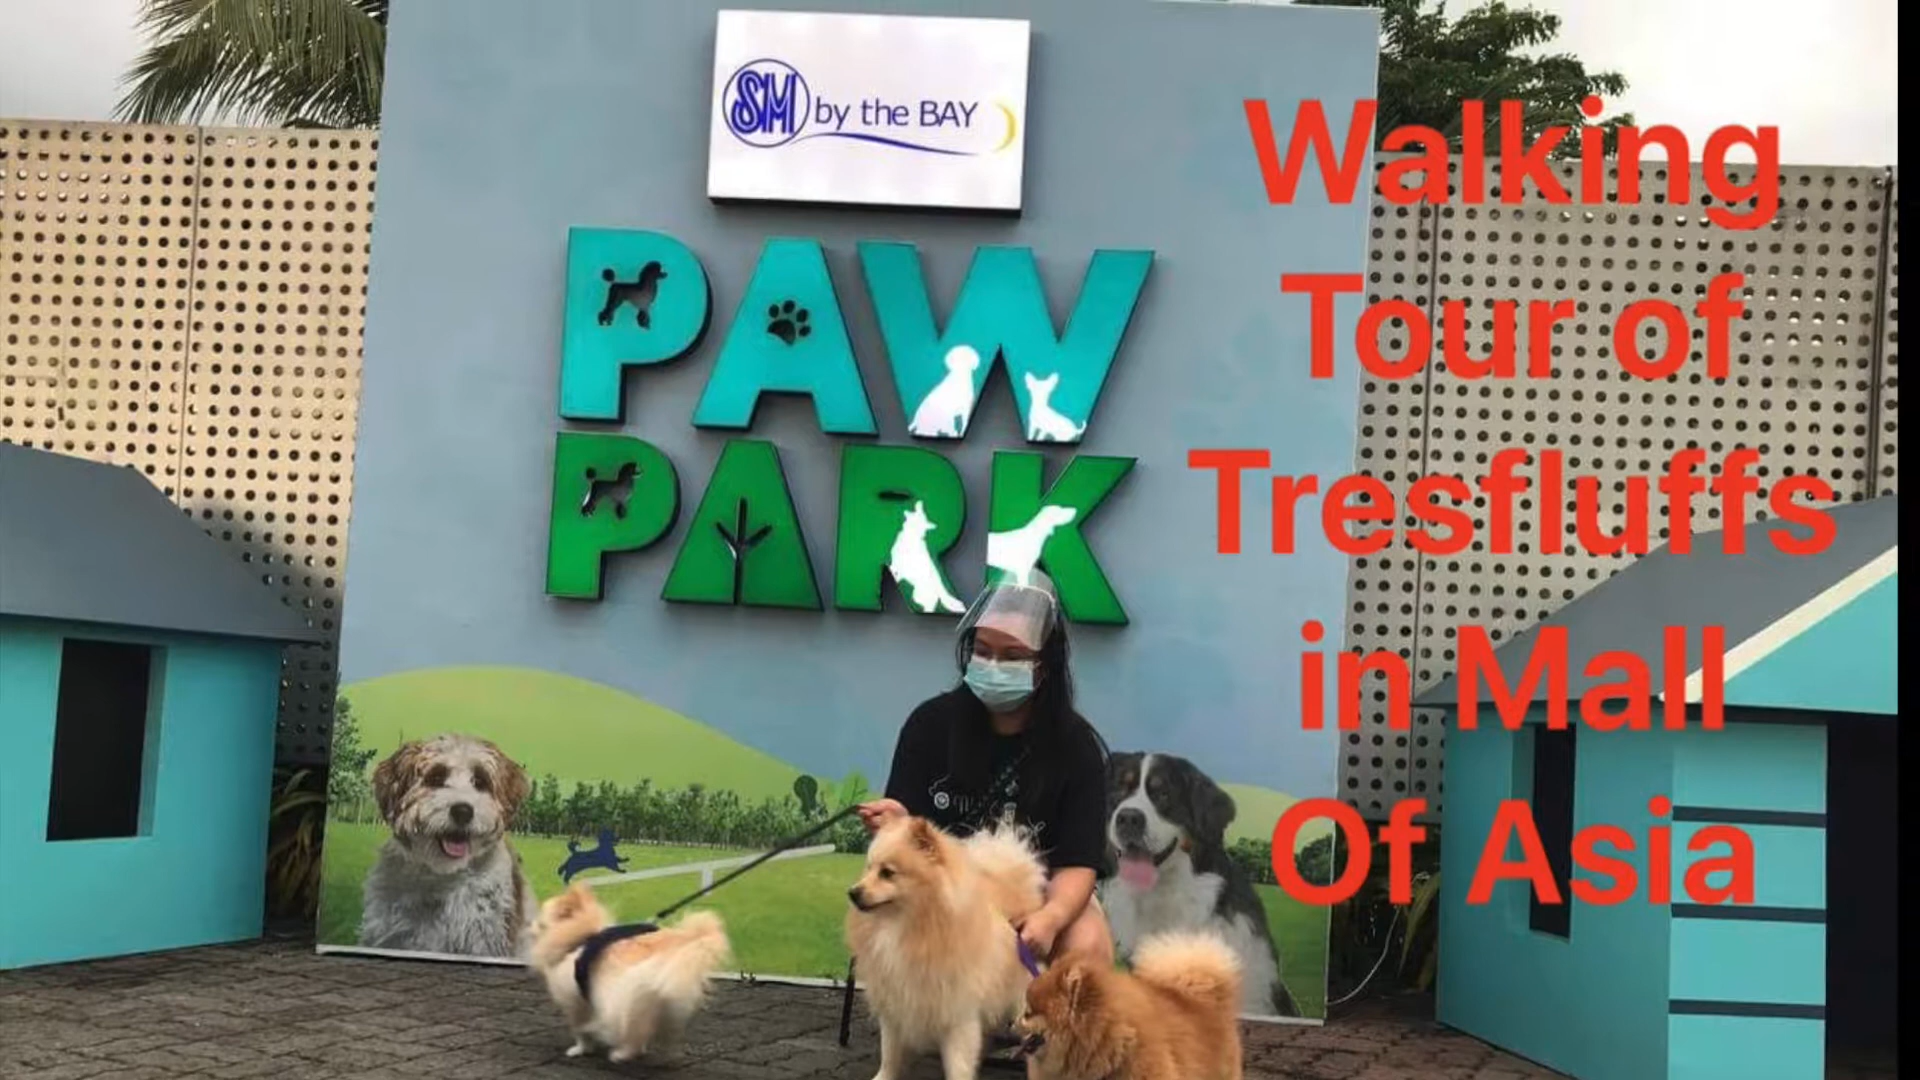 SM by the BAY
PAW
PARK
Walking
Tour of
Tresfluffs
in Mall
Of Asia